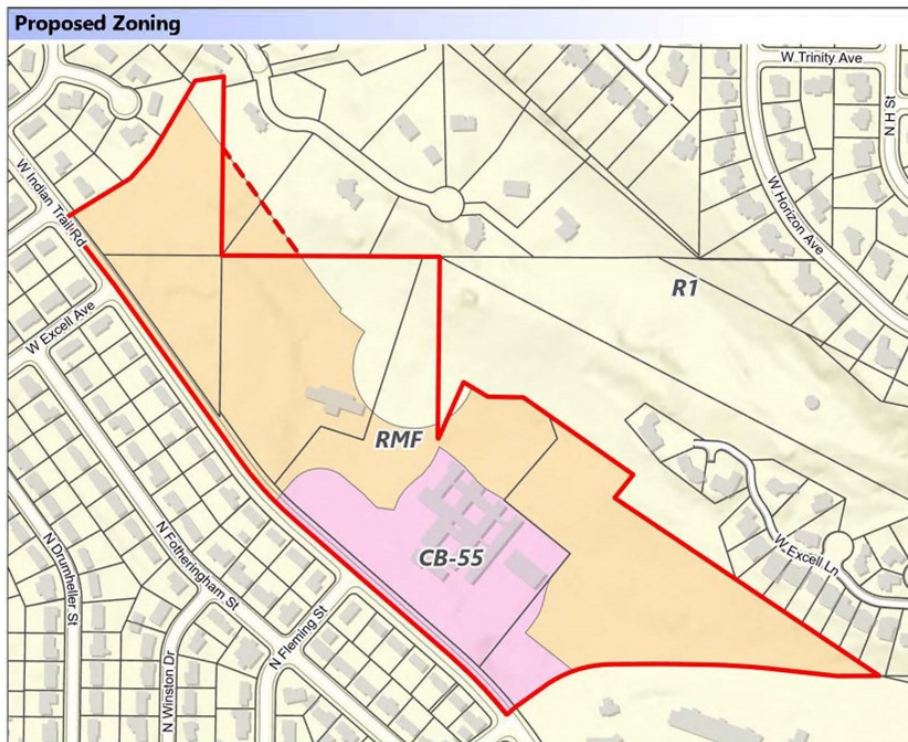 Proposed Zoning
W Trinity Ave
N H St
W Indian Trail Rd
W Horizon Ave
R1
W Excell Ave
RMF
N Drumheller St
N Fotheringham St
CB-55
W Excell Ln
N Fleming St
N Winston Dr